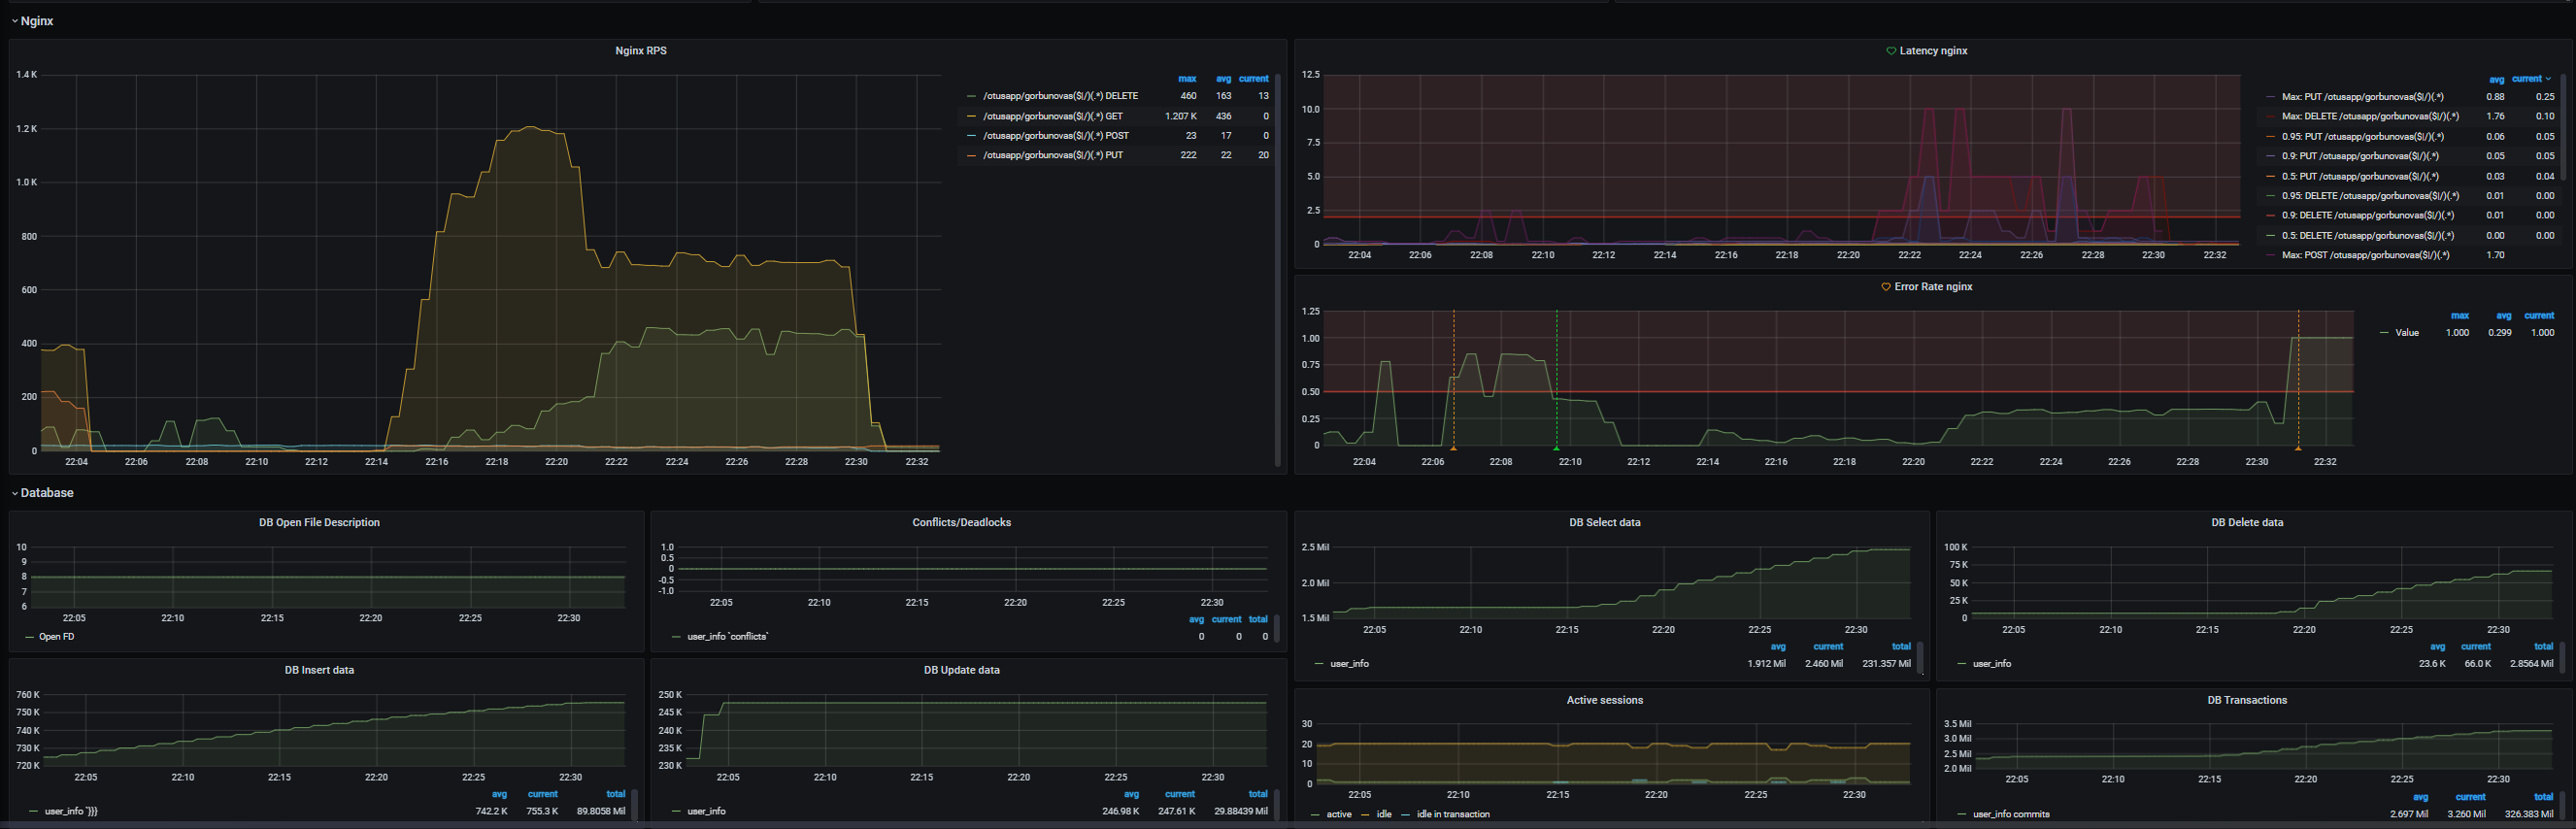 Nginx
Nginx RPS
1.4 K
1.2 K
1.0 K
800
600
400
200
0
22:04 22:06 22:08 22:10 22:12 22:14 22:16 22:18 22:20 22:22 22:24 22:26 22:28 22:30 22:32
max avg current
/otusapp/gorbunovas($|/)(.*) DELETE 460 163 13
/otusapp/gorbunovas($|/)(.*) GET 1.207 K 436 0
/otusapp/gorbunovas($|/)(.*) POST 23 17 0
/otusapp/gorbunovas($|/)(.*) PUT 222 22 20
Latency nginx
12.5
10.0
7.5
5.0
2.5
0
22:04 22:06 22:08 22:10 22:12 22:14 22:16 22:18 22:20 22:22 22:24 22:26 22:28 22:30 22:32
avg current
Max: PUT /otusapp/gorbunovas($|/)(.*) 0.88 0.25
Max: DELETE /otusapp/gorbunovas($|/)(.*) 1.76 0.10
0.95: PUT /otusapp/gorbunovas($|/)(.*) 0.06 0.05
0.9: PUT /otusapp/gorbunovas($|/)(.*) 0.05 0.05
0.5: PUT /otusapp/gorbunovas($|/)(.*) 0.03 0.04
0.95: DELETE /otusapp/gorbunovas($|/)(.*) 0.01 0.00
0.9: DELETE /otusapp/gorbunovas($|/)(.*) 0.01 0.00
0.5: DELETE /otusapp/gorbunovas($|/)(.*) 0.00 0.00
Max: POST /otusapp/gorbunovas($|/)(.*) 1.70
Error Rate nginx
1.25
1.00
0.75
0.50
0.25
0
22:04 22:06 22:08 22:10 22:12 22:14 22:16 22:18 22:20 22:22 22:24 22:26 22:28 22:30 22:32
max avg current
Value 1.000 0.299 1.000
Database
DB Open File Description
10
9
8
7
6
22:05 22:10 22:15 22:20 22:25 22:30
Open FD
Conflicts/Deadlocks
1.0
0.5
0
-0.5
-1.0
22:05 22:10 22:15 22:20 22:25 22:30
avg current total
user_info `conflicts` 0 0 0
DB Select data
2.5 Mil
2.0 Mil
1.5 Mil
22:05 22:10 22:15 22:20 22:25 22:30
avg current total
user_info 1.912 Mil 2.460 Mil 231.357 Mil
DB Delete data
100 K
75 K
50 K
25 K
0
22:05 22:10 22:15 22:20 22:25 22:30
avg current total
user_info 23.6 K 66.0 K 2.8564 Mil
DB Insert data
760 K
750 K
740 K
730 K
720 K
22:05 22:10 22:15 22:20 22:25 22:30
avg current total
user_info `}}} 742.2 K 755.3 K 89.8058 Mil
DB Update data
250 K
245 K
240 K
235 K
230 K
22:05 22:10 22:15 22:20 22:25 22:30
avg current total
user_info 246.98 K 247.61 K 29.88439 Mil
Active sessions
30
20
10
0
22:05 22:10 22:15 22:20 22:25 22:30
active idle idle in transaction
DB Transactions
3.5 Mil
3.0 Mil
2.5 Mil
2.0 Mil
22:05 22:10 22:15 22:20 22:25 22:30
avg current total
user_info commits 2.697 Mil 3.260 Mil 326.383 Mil